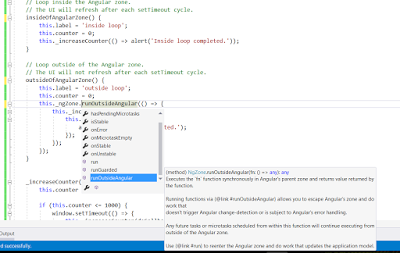 // Loop inside the Angular zone.
// The UI will refresh after each setTimeout cycle.
insideOfAngularZone() {
this.label = 'inside loop';
this.counter = 0;
this._increaseCounter(() => alert('Inside loop completed.'));
}
// Loop outside of the Angular zone.
// The UI will not refresh after each setTimeout cycle.
outsideOfAngularZone() {
this.label = 'outside loop';
this.counter = 0;
this._ngZone.runOutsideAngular(() => {
this._inc
hasPendingMicrotasks
this.
isStable
a
onError
ted.');
});
onMicrotaskEmpty
});
onStable
}
onUnstable
run
runGuarded
_increaseCounter(
runOutsideAngular
this.counter
if (this.counter <= 1000) {
window.setTimeout(() => {
(method) NgZone.runOutsideAngular(fn: () => any): any
Executes the `fn` function synchronously in Angular's parent zone and returns value returned by
the function.
Running functions via {@link #runOutsideAngular} allows you to escape Angular's zone and do
work that
doesn't trigger Angular change-detection or is subject to Angular's error handling.
Any future tasks or microtasks scheduled from within this function will continue executing from
outside of the Angular zone.
Use {@link #run} to reenter the Angular zone and do work that updates the application model.
Output
d successfully.